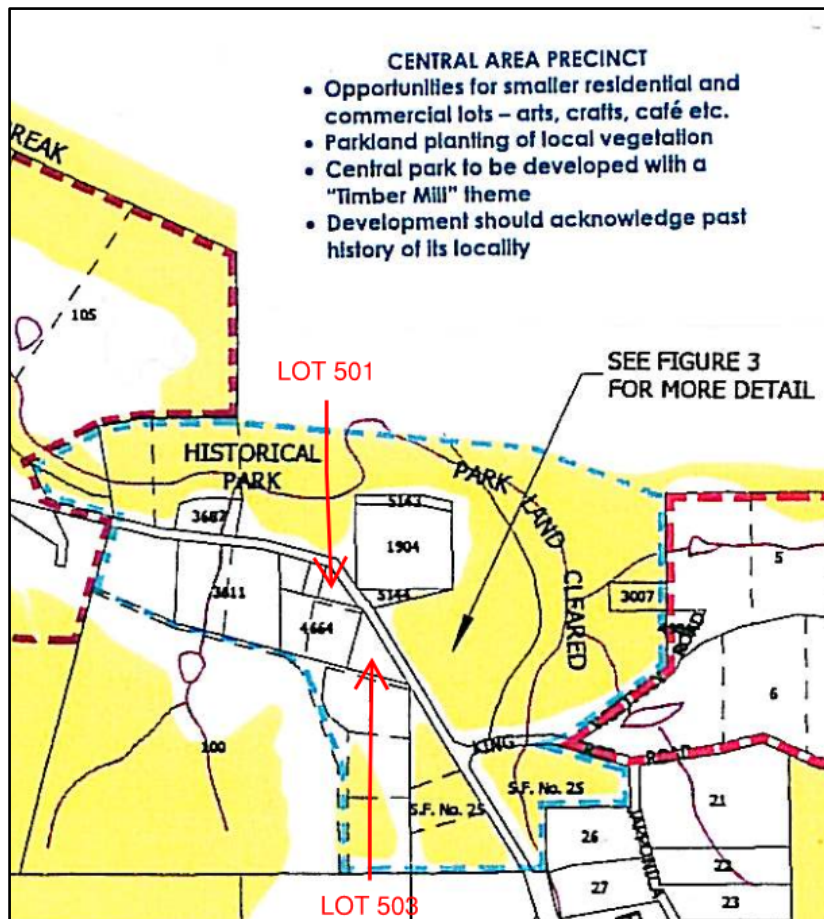 CENTRAL AREA PRECINCT
• Opportunities for smaller residential and
commercial lots – arts, crafts, café etc.
• Parkland planting of local vegetation
• Central park to be developed with a
"Timber Mill" theme
• Development should acknowledge past
history of its locality
REAK
105
LOT 501
SEE FIGURE 3
FOR MORE DETAIL
HISTORICAL
PARK
PARK LAND CLEARED
3687
5143
1904
5
3611
5144
3007
4664
ROAD
6
100
KING
ROAD
S.F. No. 25
S.F. No. 25
21
26
22
27
23
LOT 503